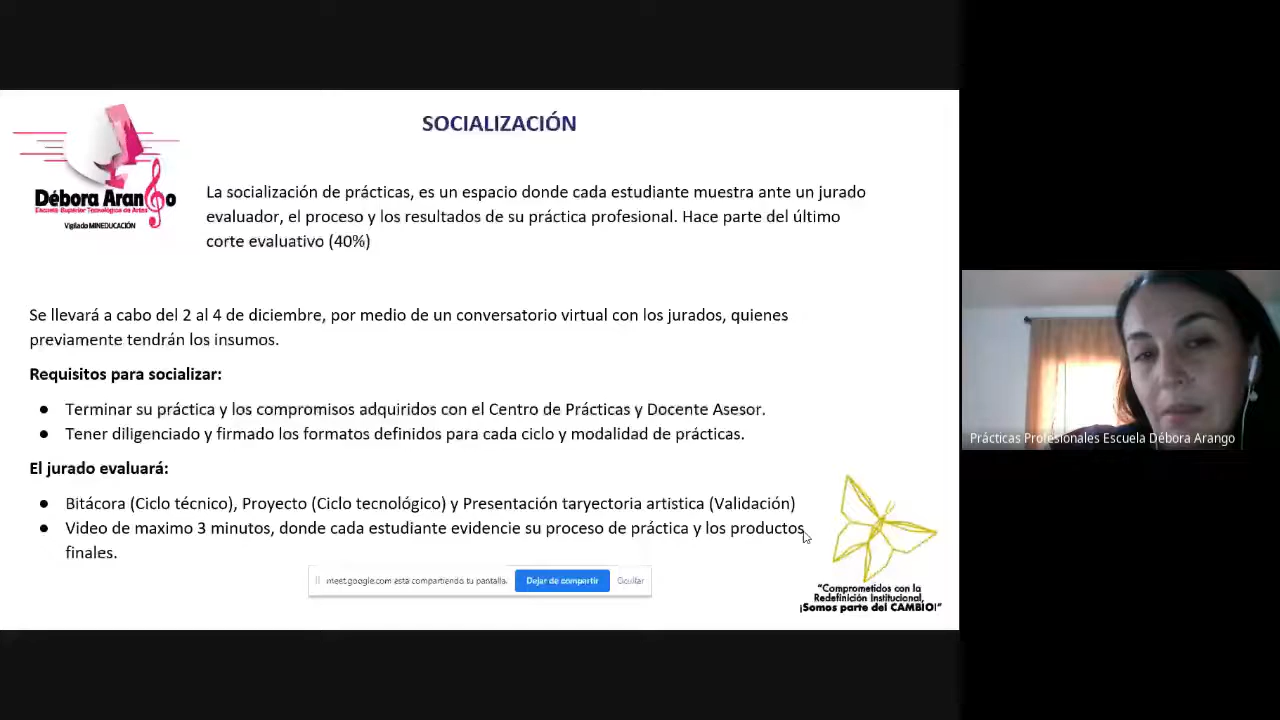 SOCIALIZACIÓN
Débora Arango
Escuela Superior Tecnológica de Artes
Vigilado MINEDUCACIÓN
La socialización de prácticas, es un espacio donde cada estudiante muestra ante un jurado
evaluador, el proceso y los resultados de su práctica profesional. Hace parte del último
corte evaluativo (40%)
Se llevará a cabo del 2 al 4 de diciembre, por medio de un conversatorio virtual con los jurados, quienes
previamente tendrán los insumos.
Requisitos para socializar:
● Terminar su práctica y los compromisos adquiridos con el Centro de Prácticas y Docente Asesor.
● Tener diligenciado y firmado los formatos definidos para cada ciclo y modalidad de prácticas.
El jurado evaluará:
● Bitácora (Ciclo técnico), Proyecto (Ciclo tecnológico) y Presentación taryectoria artistica (Validación)
● Video de maximo 3 minutos, donde cada estudiante evidencie su proceso de práctica y los productos
finales.
meet.google.com está compartiendo tu pantalla.
Dejar de compartir
Ocultar
"Comprometidos con la
Redefinición Institucional,
¡Somos parte del CAMBIO!"
Prácticas Profesionales Escuela Débora Arango